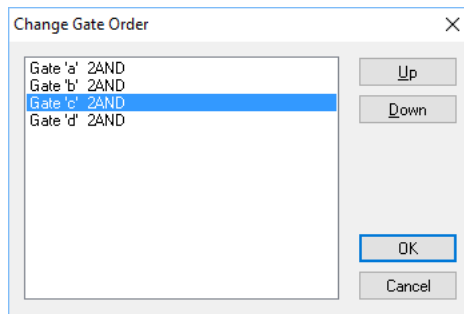 Change Gate Order
Gate 'a' 2AND
Gate 'b' 2AND
Gate 'c' 2AND
Gate 'd' 2AND
Up
Down
OK
Cancel